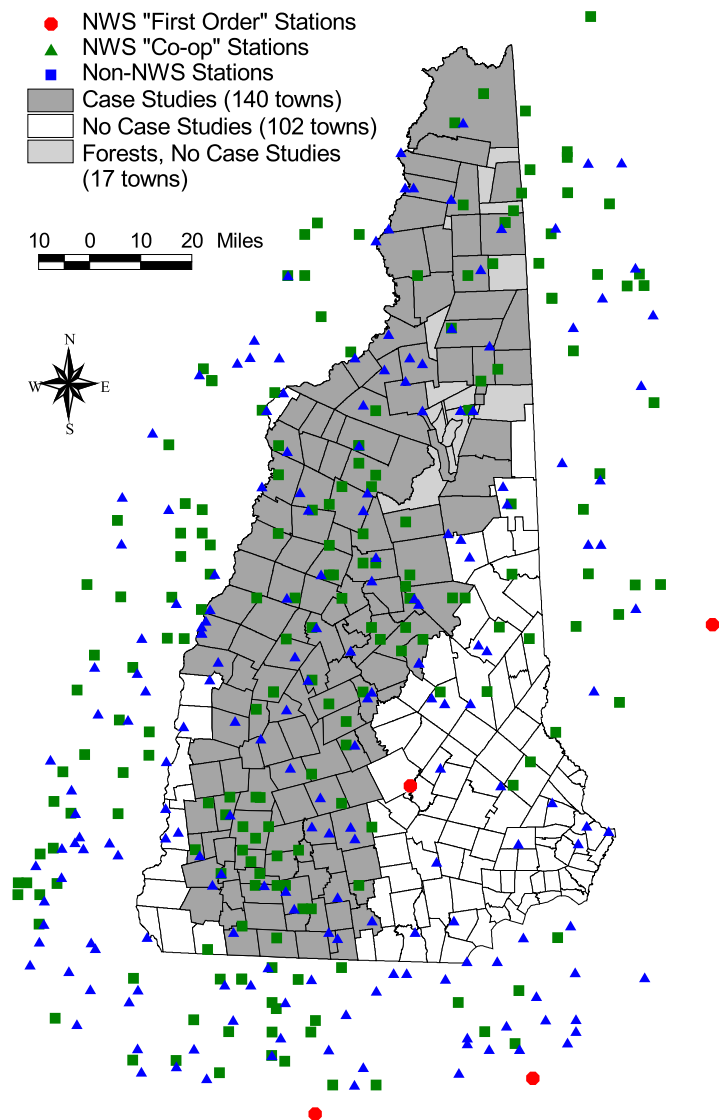 NWS "First Order" Stations
NWS "Co-op" Stations
Non-NWS Stations
Case Studies (140 towns)
No Case Studies (102 towns)
Forests, No Case Studies
(17 towns)
10 0 10 20 Miles
N
W E
S